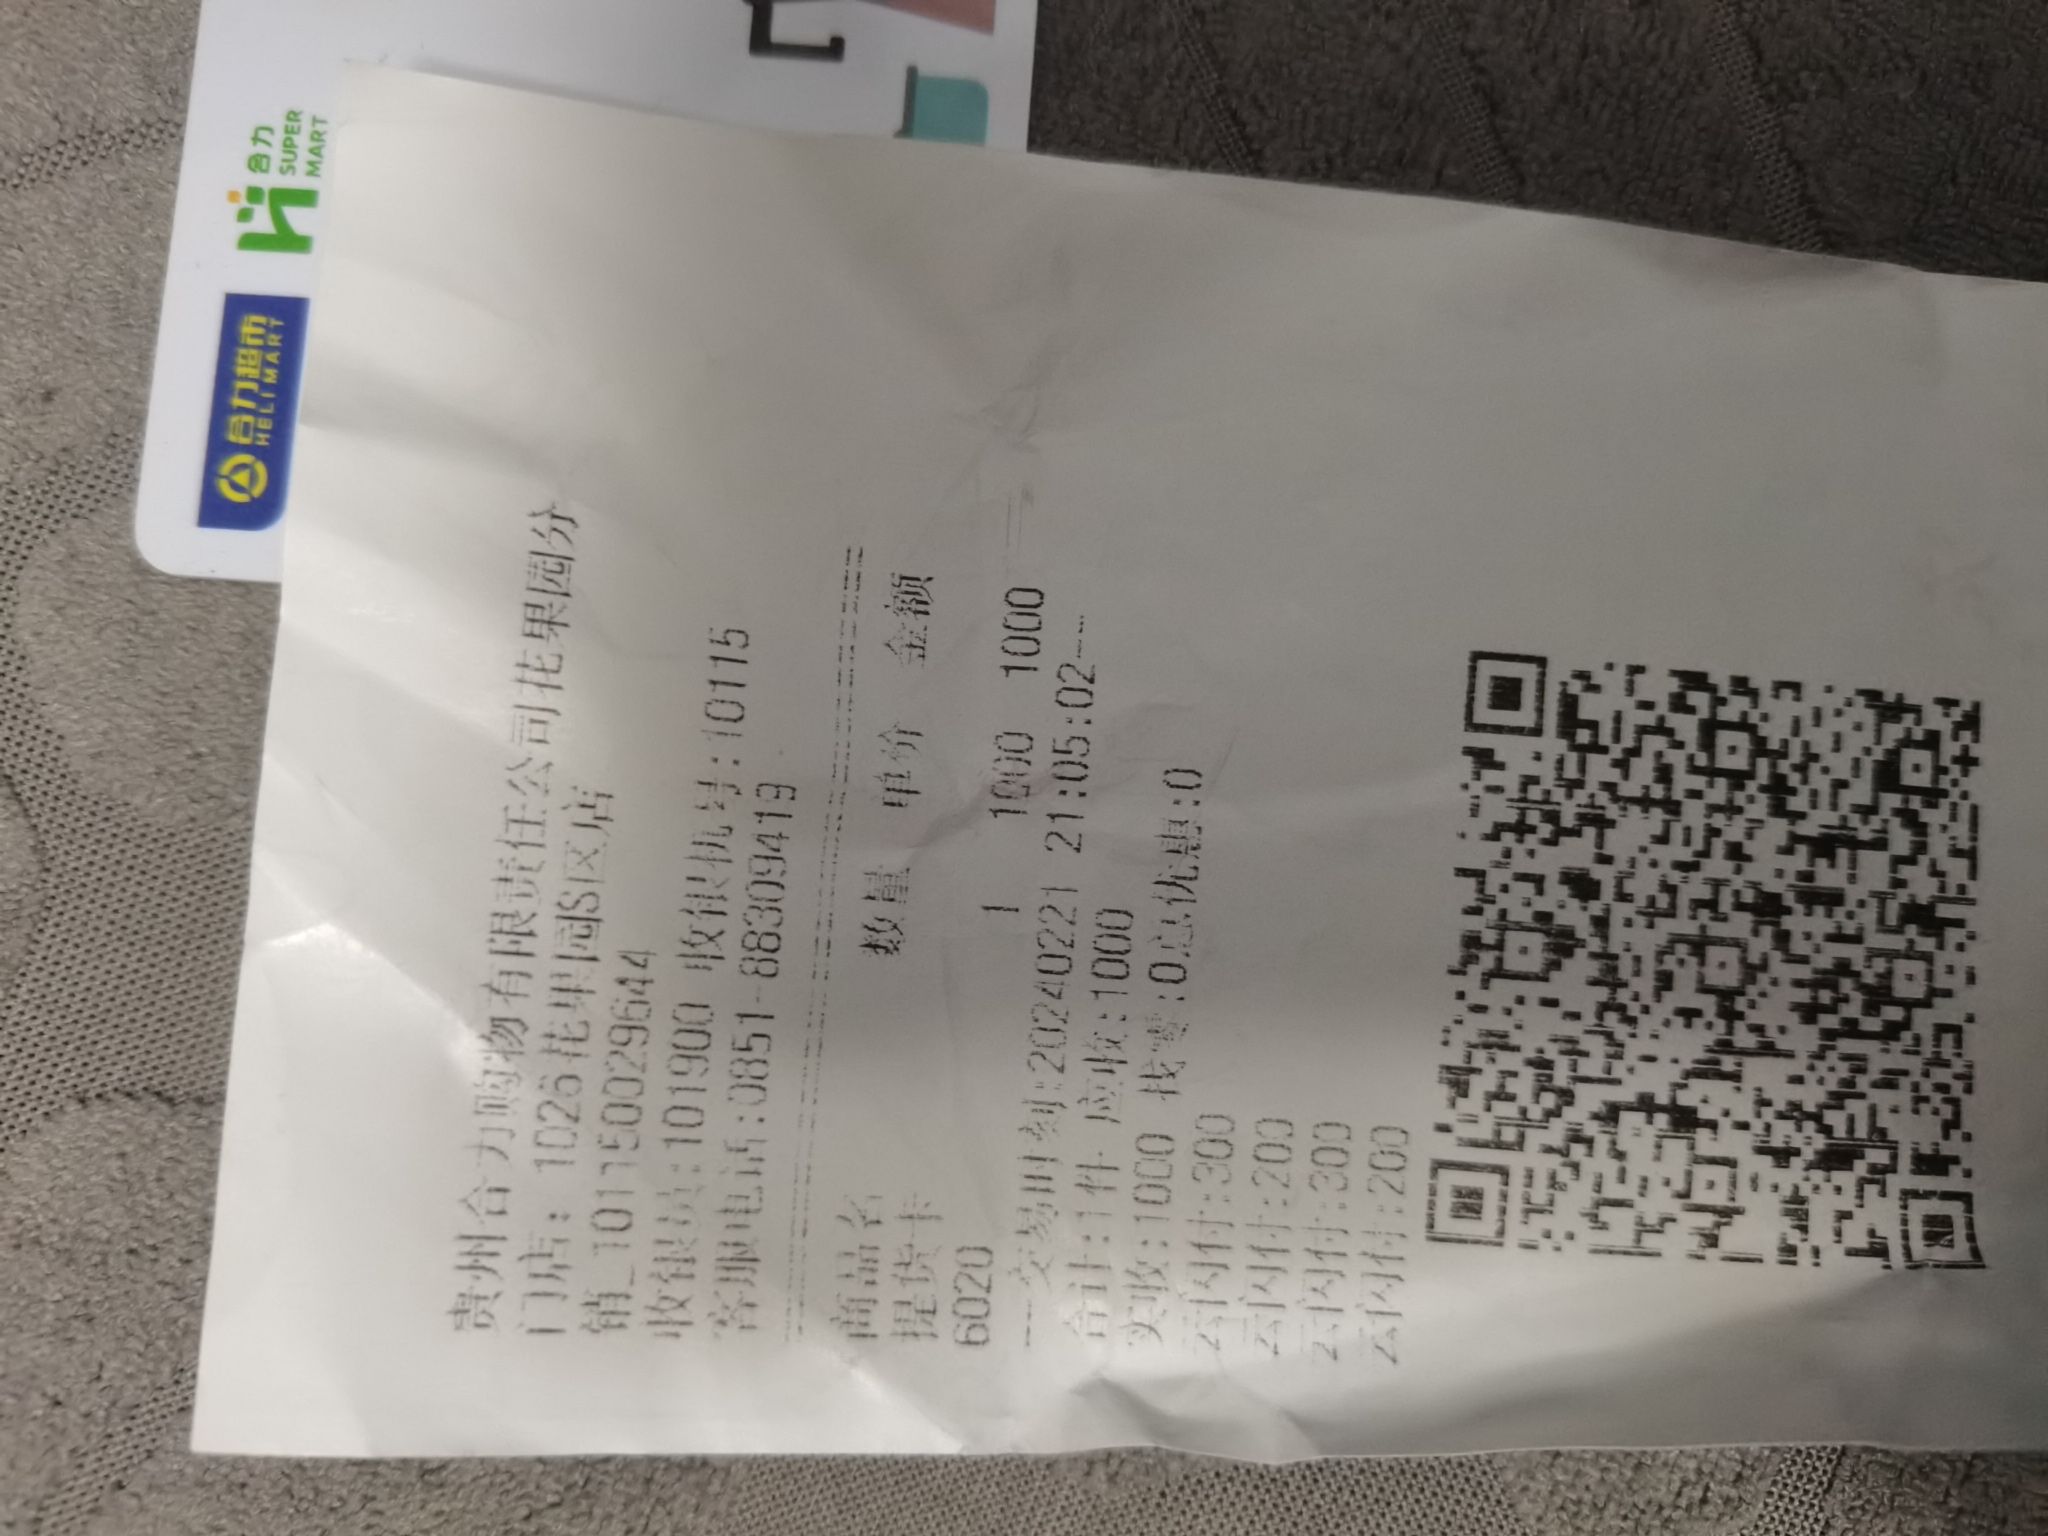 合力超市
HELI MART
合力
SUPER
MART
贵州合力购物有限责任公司花果园分
门店: 1026花果园S区店
销_101150029644
收银员:101900 收银机号:10115
客服电话:0851-88309419
商品名 数量 单价 金额
提货卡
6020 1 1000 1000
---交易时刻:20240221 21:05:02---
合计:1件 应收:1000
实收:1000 找零:0总优惠:0
云闪付:300
云闪付:200
云闪付:300
云闪付:200